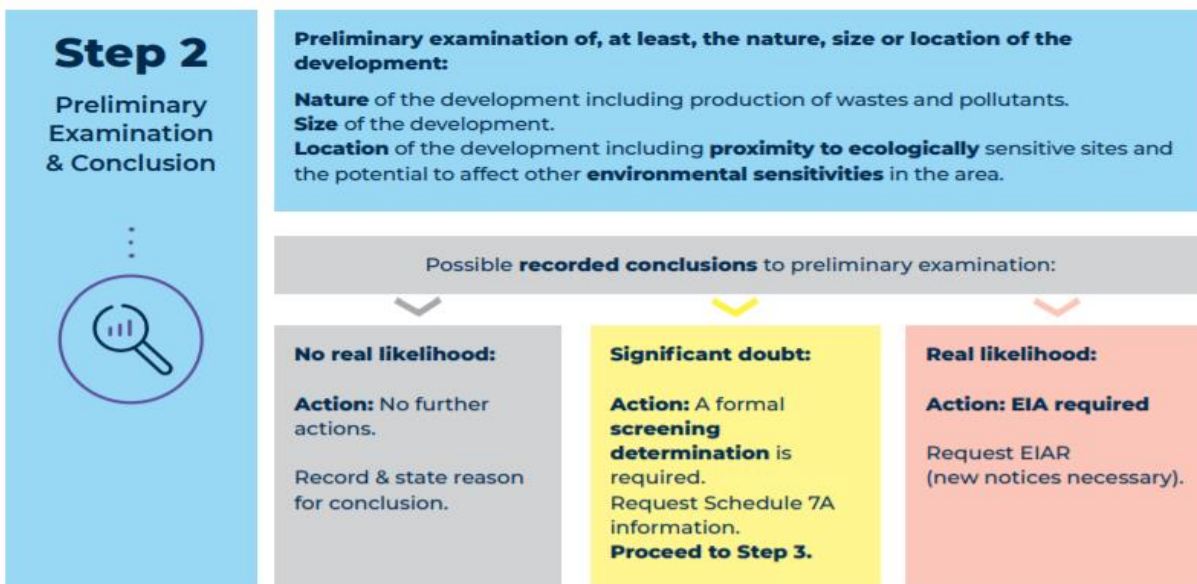 Step 2
Preliminary
Examination
& Conclusion
Preliminary examination of, at least, the nature, size or location of the
development:
Nature of the development including production of wastes and pollutants.
Size of the development.
Location of the development including proximity to ecologically sensitive sites and
the potential to affect other environmental sensitivities in the area.
Possible recorded conclusions to preliminary examination:
No real likelihood:
Action: No further
actions.
Record & state reason
for conclusion.
Significant doubt:
Action: A formal
screening
determination is
required.
Request Schedule 7A
information.
Proceed to Step 3.
Real likelihood:
Action: EIA required
Request EIAR
(new notices necessary).